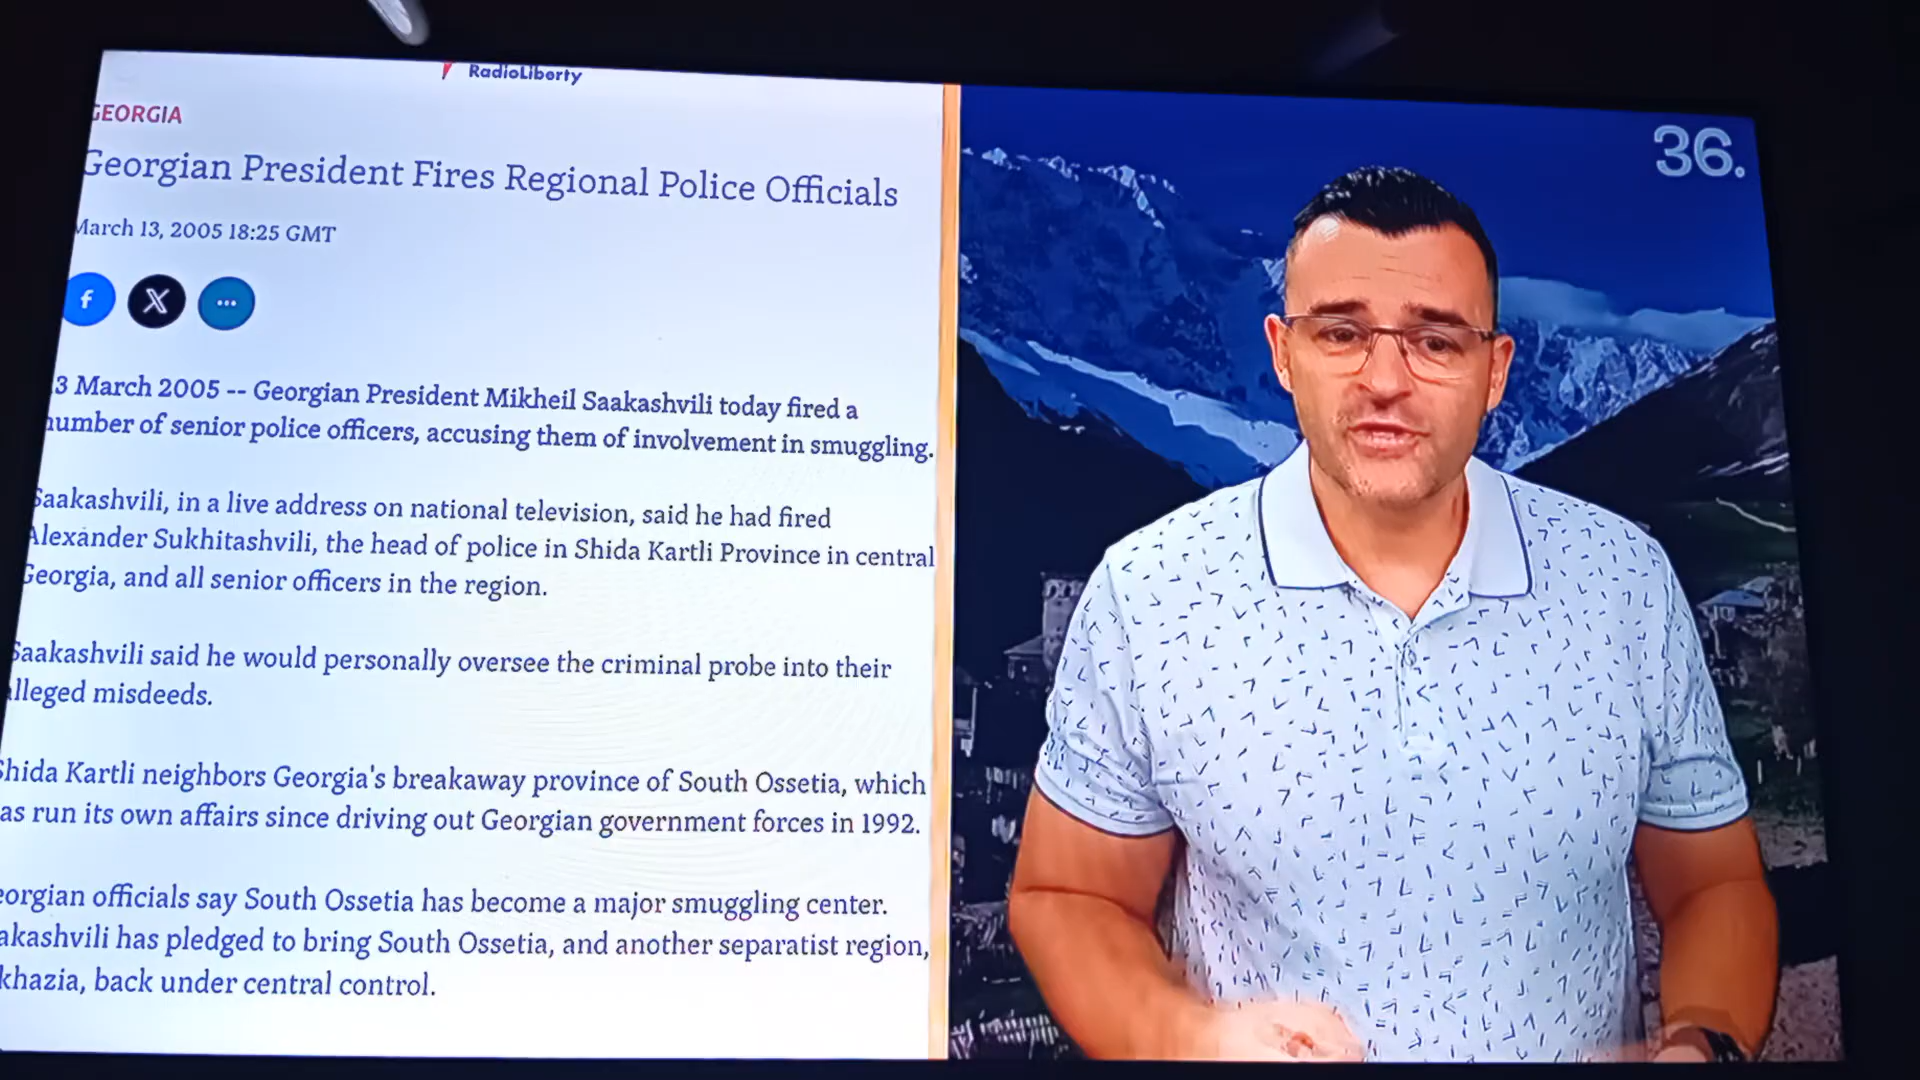 RadioLiberty
GEORGIA
Georgian President Fires Regional Police Officials
March 13, 2005 18:25 GMT
f X ...
3 March 2005 -- Georgian President Mikheil Saakashvili today fired a
number of senior police officers, accusing them of involvement in smuggling.
Saakashvili, in a live address on national television, said he had fired
Alexander Sukhitashvili, the head of police in Shida Kartli Province in central
Georgia, and all senior officers in the region.
Saakashvili said he would personally oversee the criminal probe into their
lleged misdeeds.
Shida Kartli neighbors Georgia's breakaway province of South Ossetia, which
as run its own affairs since driving out Georgian government forces in 1992.
eorgian officials say South Ossetia has become a major smuggling center.
akashvili has pledged to bring South Ossetia, and another separatist region,
khazia, back under central control.
36.